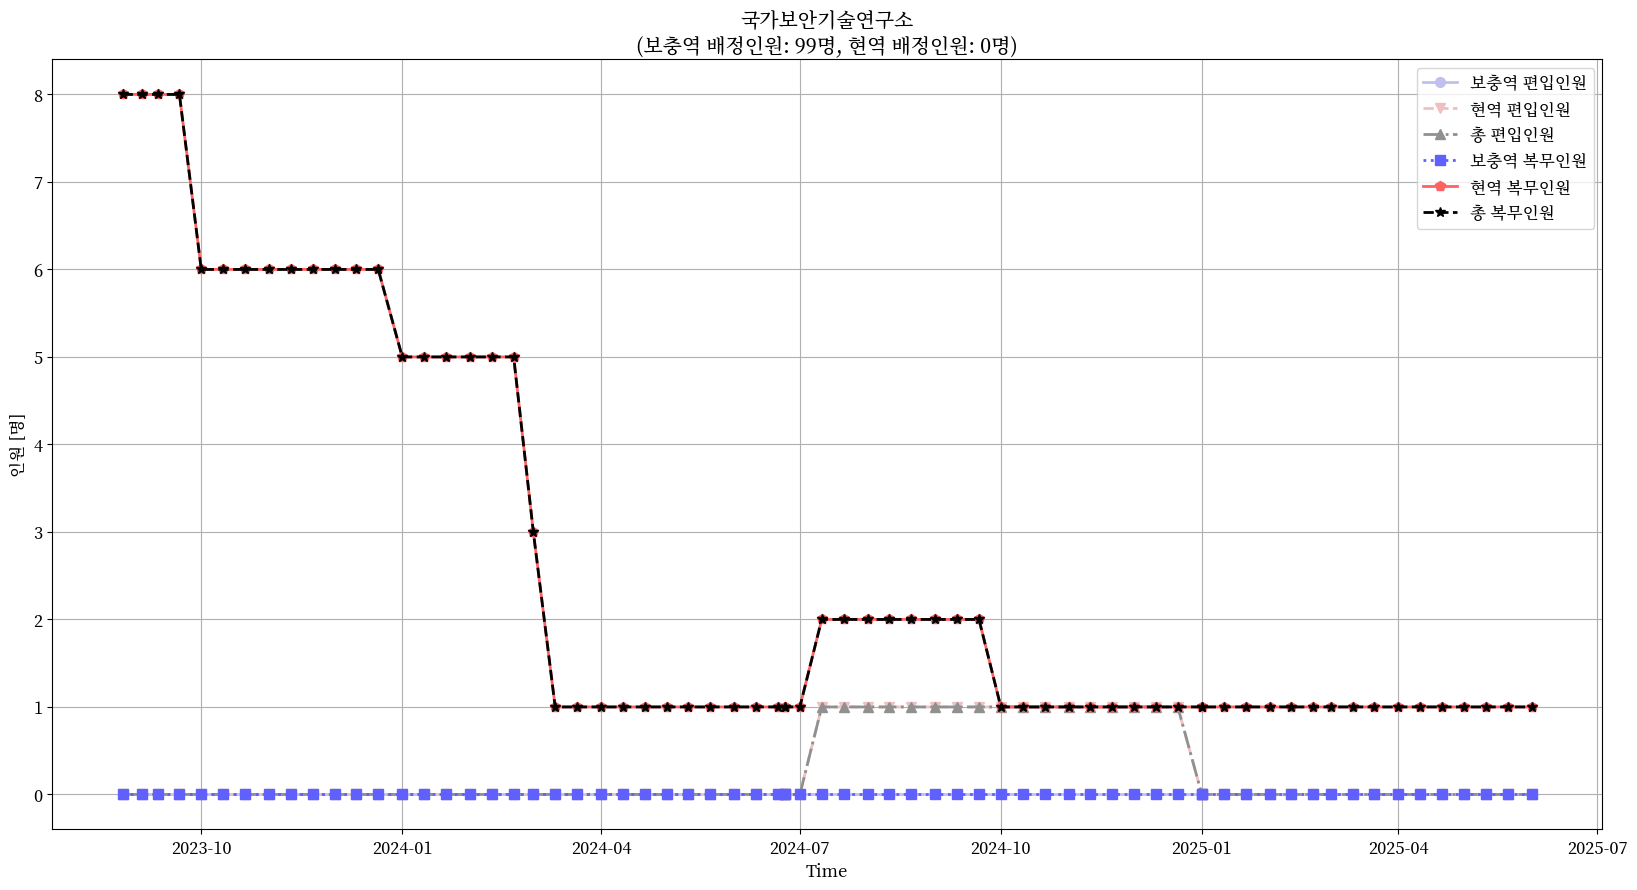 국가보안기술연구소
(보충역 배정인원: 99명, 현역 배정인원: 0명)
보충역 편입인원
현역 편입인원
총 편입인원
보충역 복무인원
현역 복무인원
총 복무인원
인원 [명]
8
7
6
5
4
3
2
1
0
2023-10
2024-01
2024-04
2024-07
2024-10
2025-01
2025-04
2025-07
Time